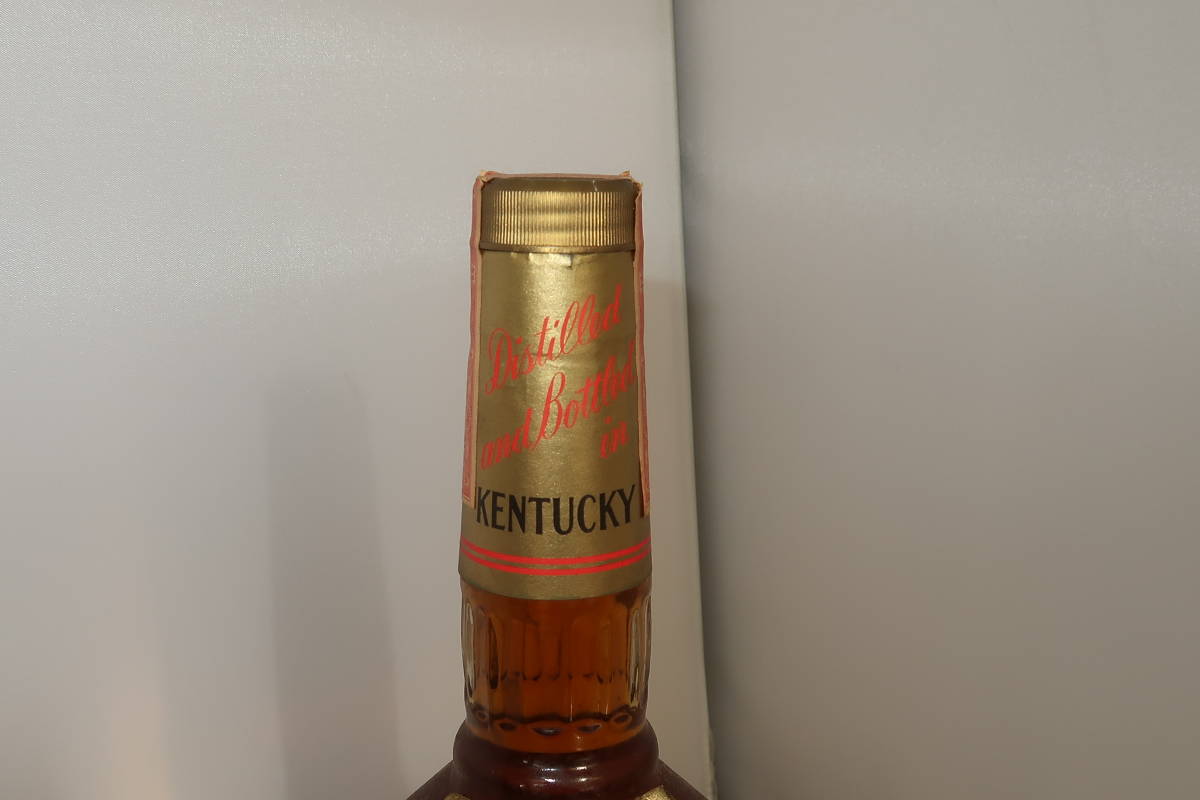 Distilled
and Bottled
in
KENTUCKY